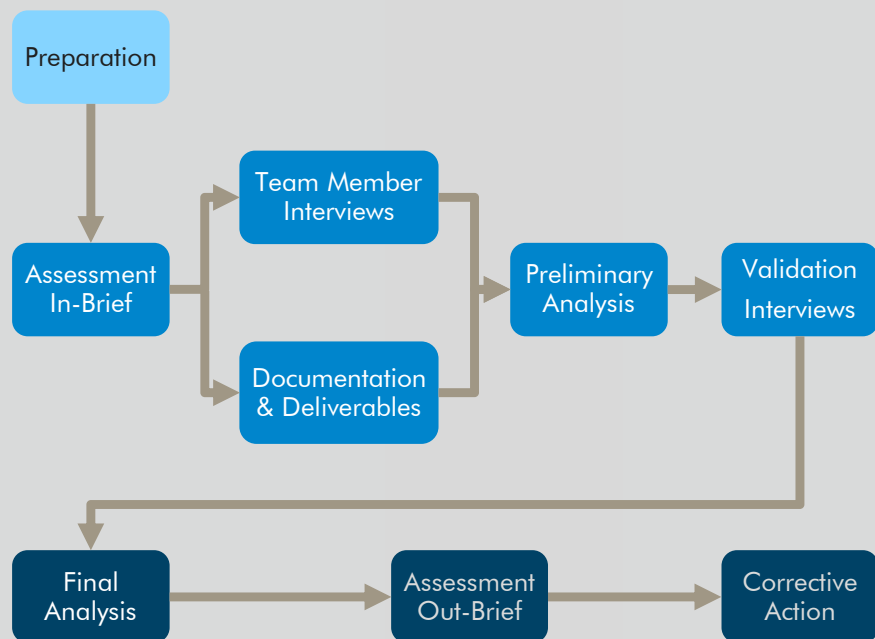 Preparation
Team Member
Interviews
Assessment
In-Brief
Preliminary
Analysis
Validation
Interviews
Documentation
& Deliverables
Final
Analysis
Assessment
Out-Brief
Corrective
Action